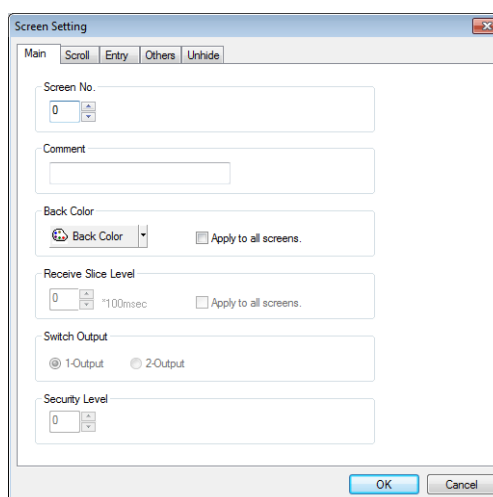 Screen Setting
Main Scroll Entry Others Unhide
Screen No.
0
Comment
Back Color
Back Color Apply to all screens.
Receive Slice Level
0 *100msec Apply to all screens.
Switch Output
1-Output 2-Output
Security Level
0
OK Cancel